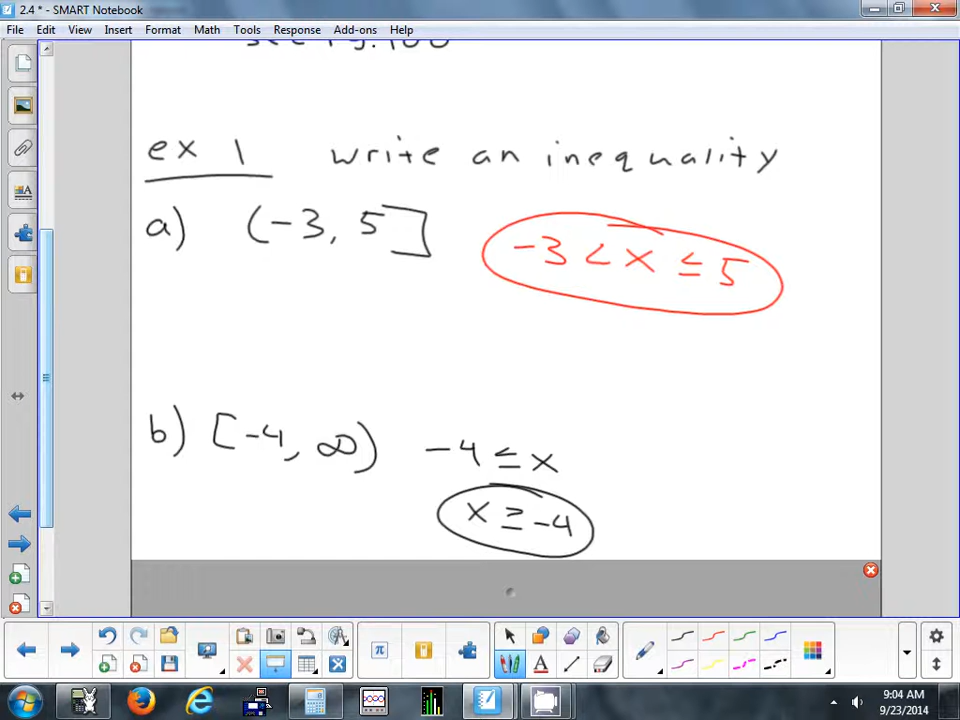 2.4 * - SMART Notebook
File Edit View Insert Format Math Tools Response Add-ons Help
ex 1 write an inequality
a) (-3, 5] -3 < x ≤ 5
b) [-4, ∞) -4 ≤ x
x ≥ -4
9:04 AM
9/23/2014